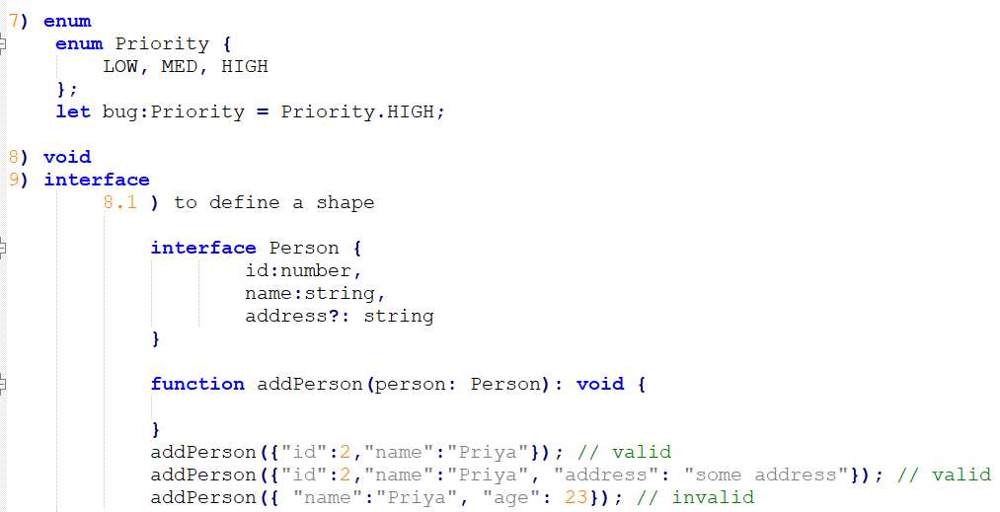 7) enum
enum Priority {
LOW, MED, HIGH
};
let bug:Priority = Priority.HIGH;
8) void
9) interface
8.1 ) to define a shape
interface Person {
id:number,
name:string,
address?: string
}
function addPerson(person: Person): void {
}
addPerson({"id":2,"name":"Priya"}); // valid
addPerson({"id":2,"name":"Priya", "address": "some address"}); // valid
addPerson({ "name":"Priya", "age": 23}); // invalid